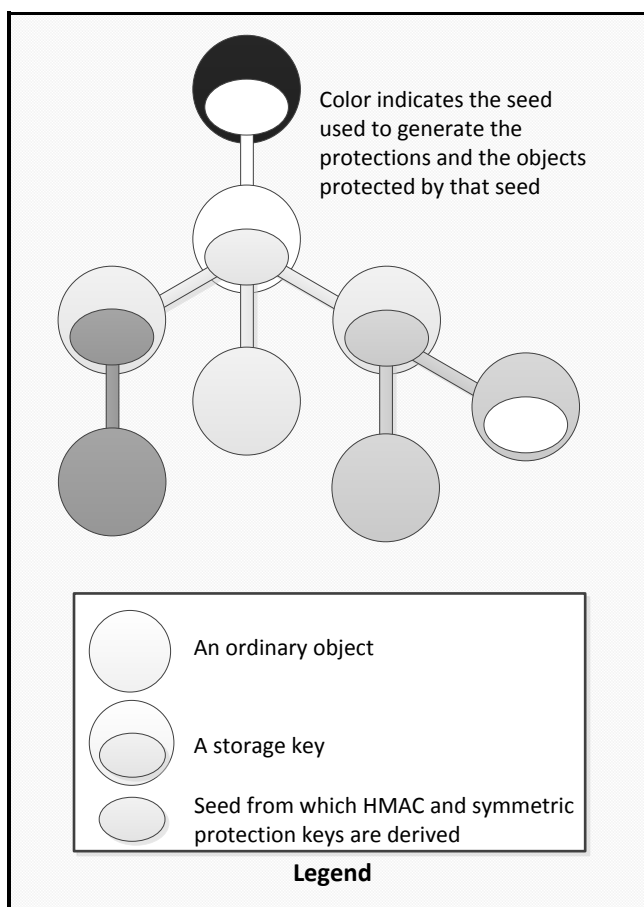 Color indicates the seed
used to generate the
protections and the objects
protected by that seed
An ordinary object
A storage key
Seed from which HMAC and symmetric
protection keys are derived
Legend